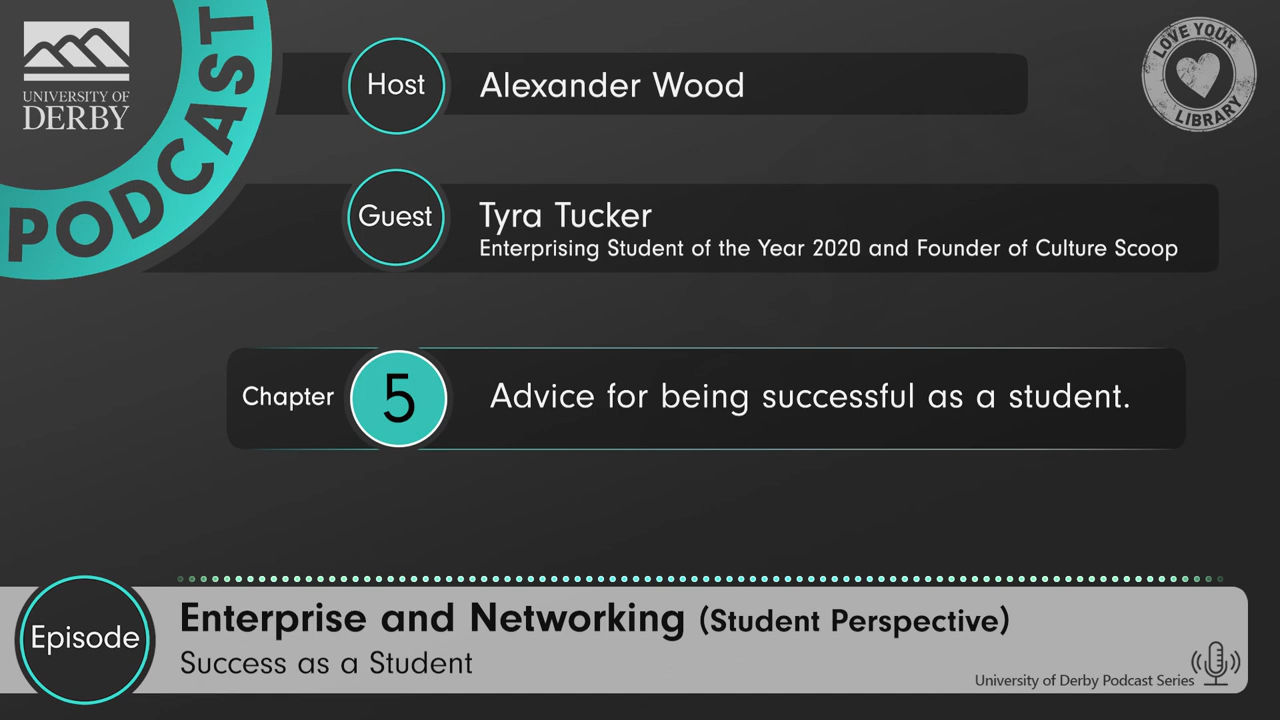 UNIVERSITY OF
DERBY
PODCAST
Host
Alexander Wood
LOVE YOUR
LIBRARY
Guest
Tyra Tucker
Enterprising Student of the Year 2020 and Founder of Culture Scoop
Chapter
5
Advice for being successful as a student.
Episode
Enterprise and Networking (Student Perspective)
Success as a Student
University of Derby Podcast Series